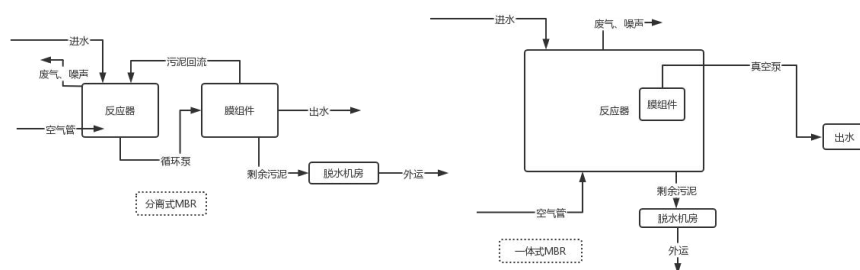 进水
废气、噪声
污泥回流
反应器
膜组件
出水
空气管
循环泵
剩余污泥
脱水机房
外运
分离式MBR
进水
废气、噪声
真空泵
反应器
膜组件
出水
剩余污泥
空气管
脱水机房
外运
一体式MBR